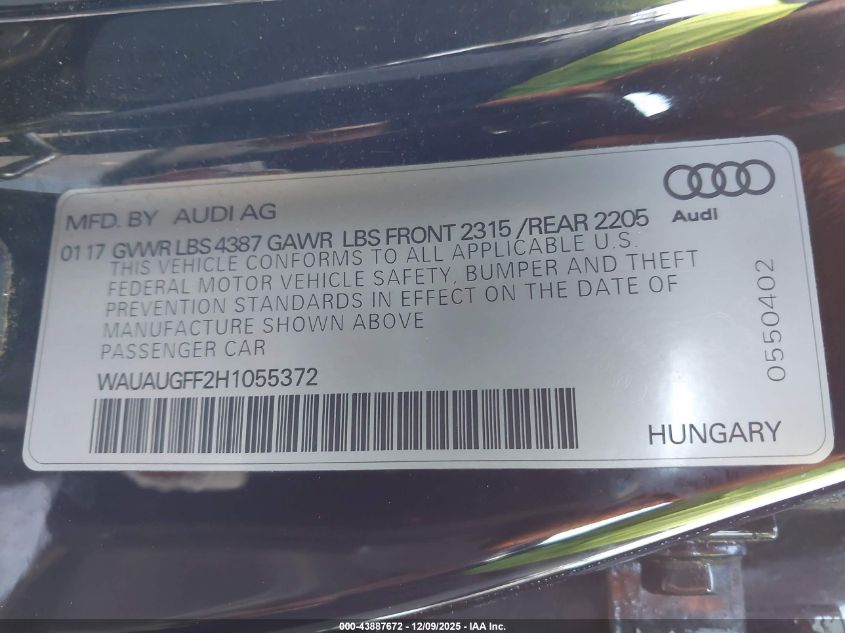 MFD. BY AUDI AG
Audi
01 17 GVWR LBS 4387 GAWR LBS FRONT 2315 /REAR 2205
THIS VEHICLE CONFORMS TO ALL APPLICABLE U.S.
FEDERAL MOTOR VEHICLE SAFETY, BUMPER AND THEFT
PREVENTION STANDARDS IN EFFECT ON THE DATE OF
MANUFACTURE SHOWN ABOVE
PASSENGER CAR
WAUAUGFF2H1055372
HUNGARY
0550402
000-43887672 - 12/09/2025 - IAA Inc.